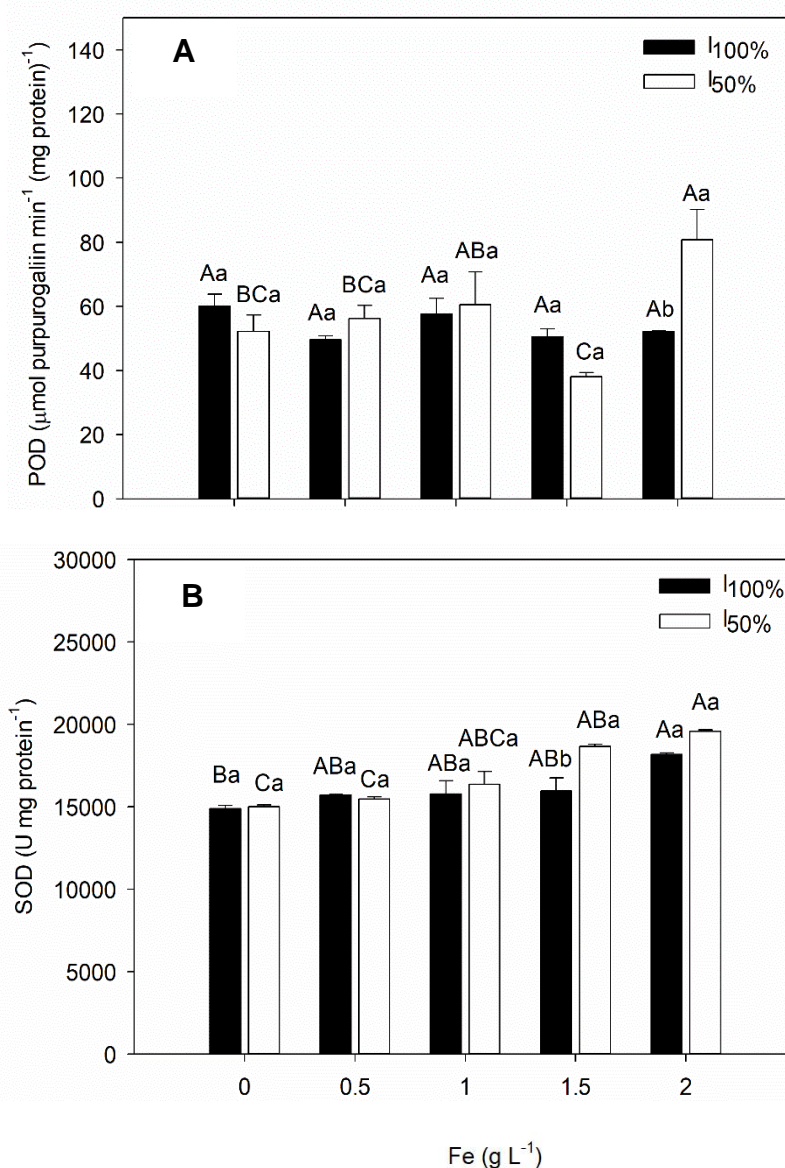 A
I100%
I50%
POD (μmol purpurogaliin min-1 (mg protein)-1
140
120
100
80
60
40
20
0
Aa
BCa
Aa
BCa
Aa
ABa
Aa
Ca
Ab
Aa
B
I100%
I50%
SOD (U mg protein-1)
30000
25000
20000
15000
10000
5000
0
Ba
Ca
ABa
Ca
ABa
ABCa
ABb
ABa
Aa
Aa
0 0.5 1 1.5 2
Fe (g L-1)